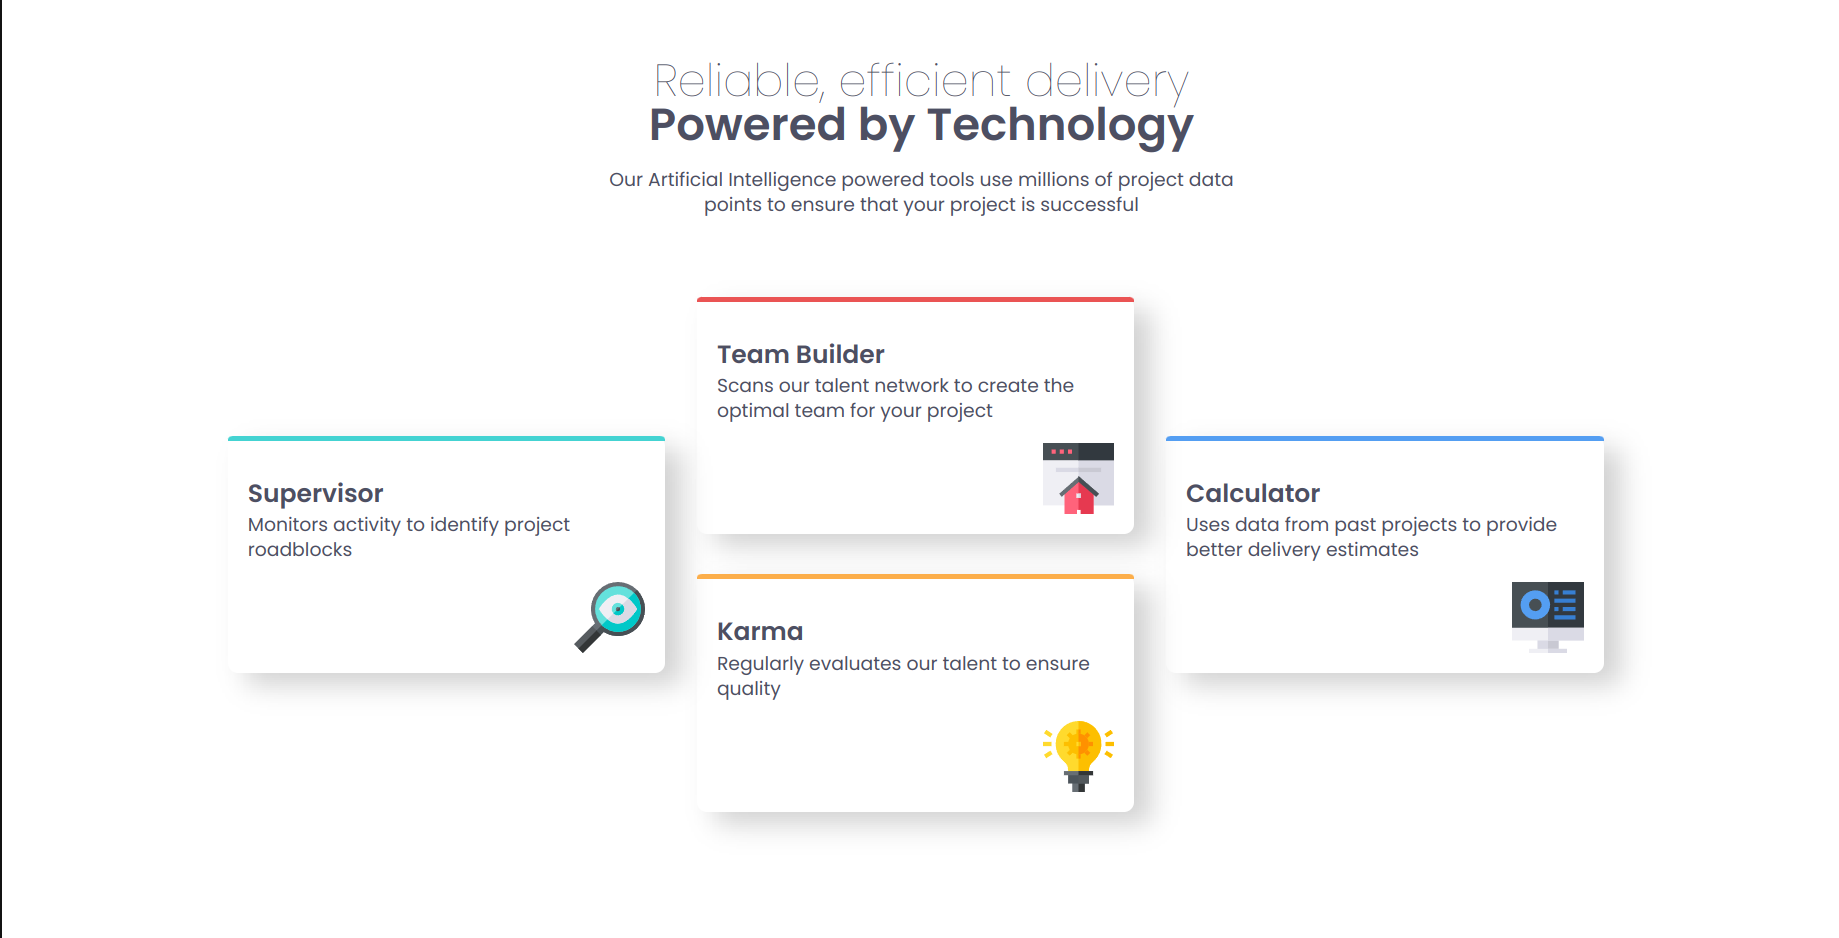 Reliable, efficient delivery
Powered by Technology
Our Artificial Intelligence powered tools use millions of project data
points to ensure that your project is successful
Supervisor
Monitors activity to identify project
roadblocks
Team Builder
Scans our talent network to create the
optimal team for your project
Karma
Regularly evaluates our talent to ensure
quality
Calculator
Uses data from past projects to provide
better delivery estimates